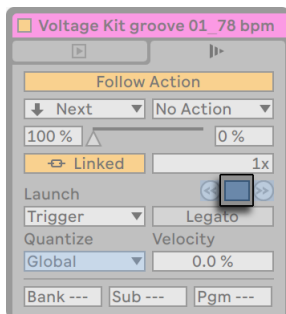 Voltage Kit groove 01_78 bpm
Follow Action
Next No Action
100 % 0 %
Linked 1x
Launch
Trigger Legato
Quantize Velocity
Global 0.0 %
Bank --- Sub --- Pgm ---